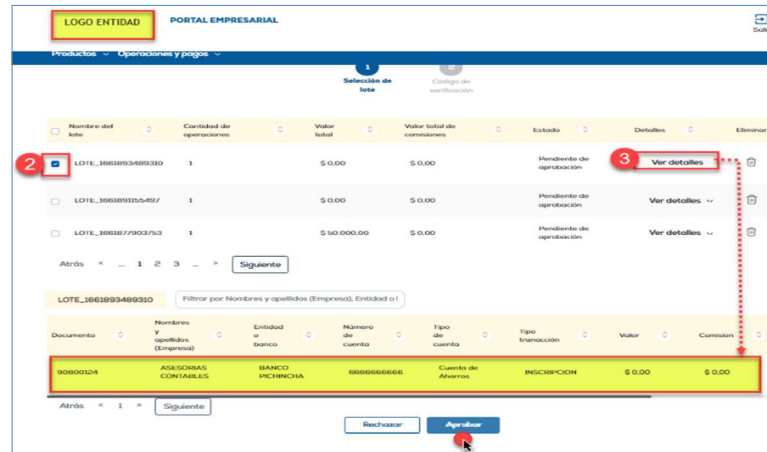 LOGO ENTIDAD
PORTAL EMPRESARIAL
Productos Operaciones y pagos
1 2
Selección de lote
Código de verificación
Nombre del lote Cantidad de operaciones Valor total Valor total de comisiones Estado Detalles Eliminar
2 LOTE_1661893489310 1 $ 0,00 $ 0,00 Pendiente de aprobación 3 Ver detalles
LOTE_1661891155497 1 $ 0,00 $ 0,00 Pendiente de aprobación Ver detalles
LOTE_1661877903753 1 $ 50.000,00 $ 0,00 Pendiente de aprobación Ver detalles
Atrás « ... 1 2 3 ... » Siguiente
LOTE_1661893489310 Filtrar por Nombres y apellidos (Empresa), Entidad o
Documento Nombres y apellidos (Empresa) Entidad o banco Número de cuenta Tipo de cuenta Tipo tranacción Valor Comision
90800124 ASESORIAS CONTABLES BANCO PICHINCHA 6666666666 Cuenta de Ahorros INSCRIPCION $ 0,00 $ 0,00
Atrás « 1 » Siguiente
Rechazar Aprobar